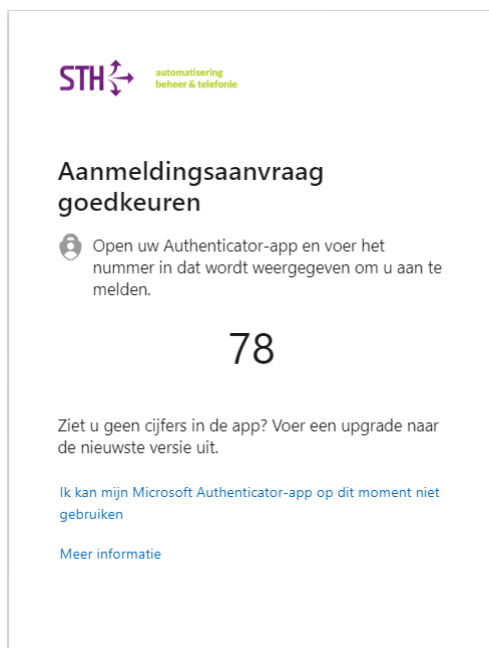 STH
automatisering
beheer & telefonie
Aanmeldingsaanvraag
goedkeuren
Open uw Authenticator-app en voer het
nummer in dat wordt weergegeven om u aan te
melden.
78
Ziet u geen cijfers in de app? Voer een upgrade naar
de nieuwste versie uit.
Ik kan mijn Microsoft Authenticator-app op dit moment niet
gebruiken
Meer informatie